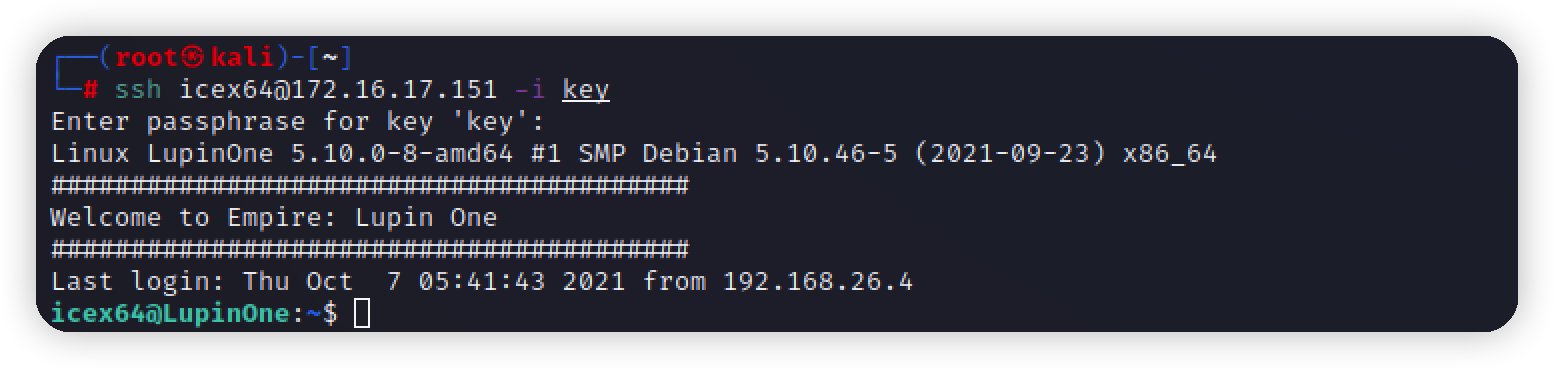 ┌──(root㉿kali)-[~]
└─# ssh icex64@172.16.17.151 -i key
Enter passphrase for key 'key':
Linux LupinOne 5.10.0-8-amd64 #1 SMP Debian 5.10.46-5 (2021-09-23) x86_64
########################################
Welcome to Empire: Lupin One
########################################
Last login: Thu Oct  7 05:41:43 2021 from 192.168.26.4
icex64@LupinOne:~$